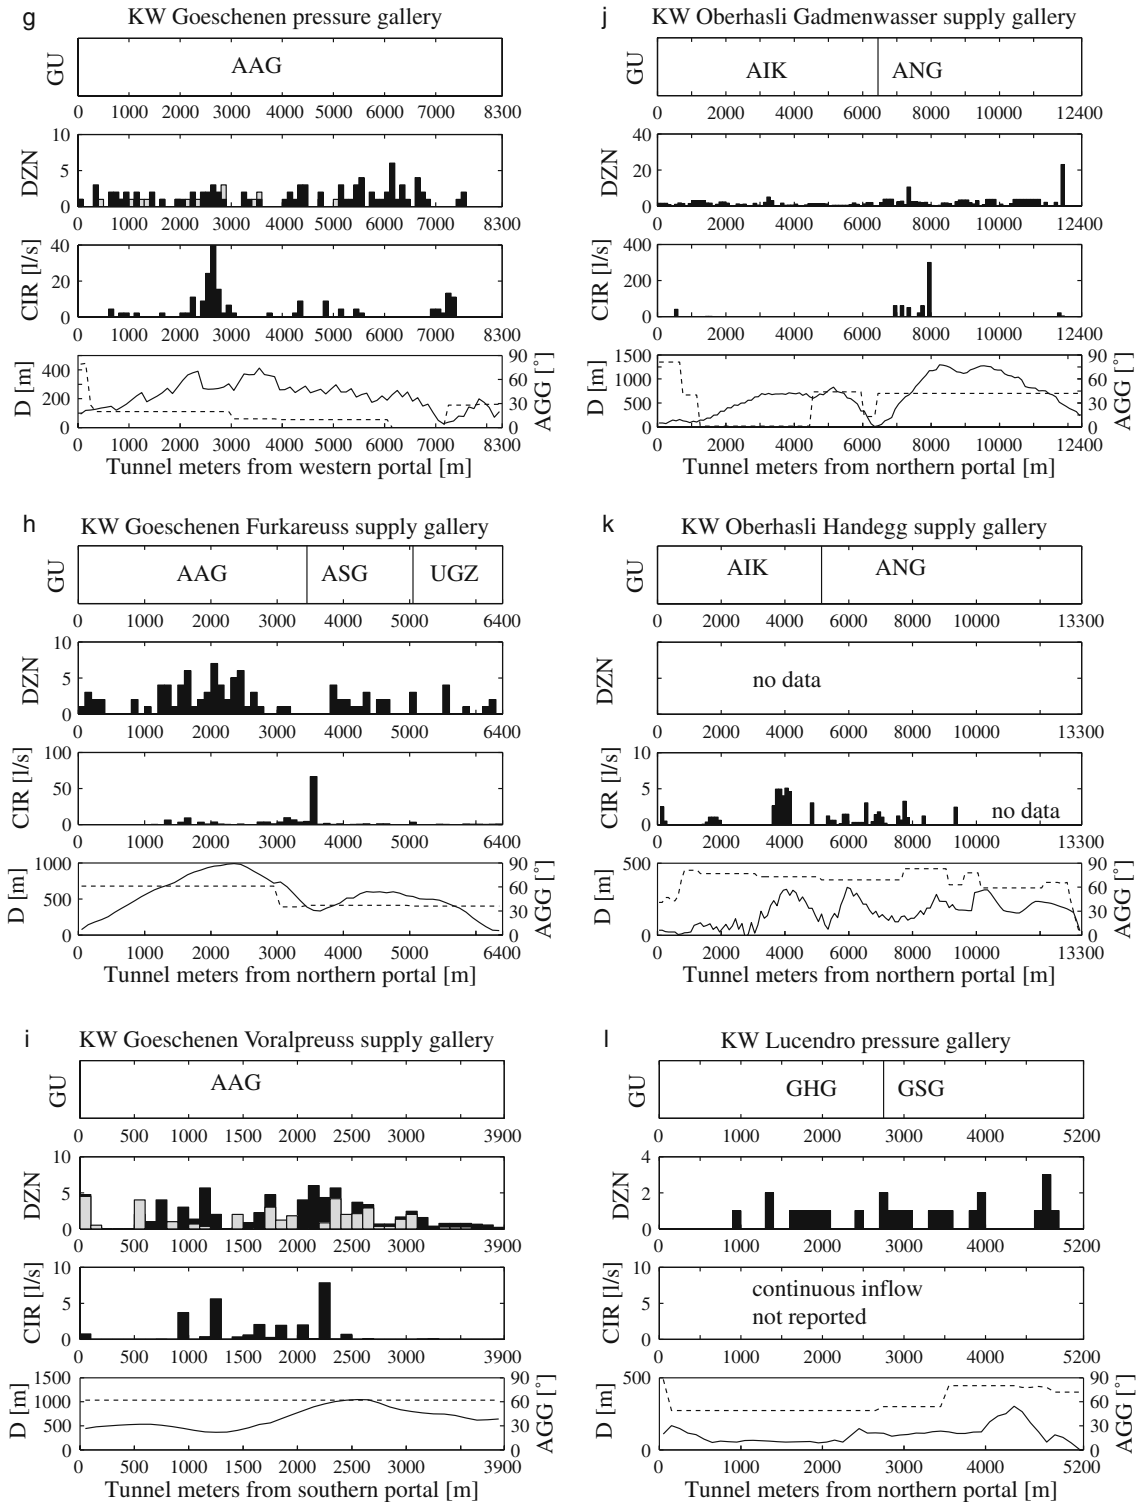 g KW Goeschenen pressure gallery
GU
AAG
0 1000 2000 3000 4000 5000 6000 7000 8300
DZN
10
5
0
0 1000 2000 3000 4000 5000 6000 7000 8300
CIR [l/s]
40
20
0
0 1000 2000 3000 4000 5000 6000 7000 8300
D [m]
400
200
0
AGG [°]
90
60
30
0
0 1000 2000 3000 4000 5000 6000 7000 8300
Tunnel meters from western portal [m]
j KW Oberhasli Gadmenwasser supply gallery
GU
AIK ANG
0 2000 4000 6000 8000 10000 12400
DZN
40
20
0
0 2000 4000 6000 8000 10000 12400
CIR [l/s]
400
200
0
0 2000 4000 6000 8000 10000 12400
D [m]
1500
1000
500
0
AGG [°]
90
60
30
0
0 2000 4000 6000 8000 10000 12400
Tunnel meters from northern portal [m]
h KW Goeschenen Furkareuss supply gallery
GU
AAG ASG UGZ
0 1000 2000 3000 4000 5000 6400
DZN
10
5
0
0 1000 2000 3000 4000 5000 6400
CIR [l/s]
100
50
0
0 1000 2000 3000 4000 5000 6400
D [m]
1000
500
0
AGG [°]
90
60
30
0
0 1000 2000 3000 4000 5000 6400
Tunnel meters from northern portal [m]
k KW Oberhasli Handegg supply gallery
GU
AIK ANG
0 2000 4000 6000 8000 10000 13300
DZN
10
5
0
no data
0 2000 4000 6000 8000 10000 13300
CIR [l/s]
10
5
0
no data
0 2000 4000 6000 8000 10000 13300
D [m]
500
0
AGG [°]
90
60
30
0
0 2000 4000 6000 8000 10000 13300
Tunnel meters from northern portal [m]
i KW Goeschenen Voralpreuss supply gallery
GU
AAG
0 500 1000 1500 2000 2500 3000 3900
DZN
10
5
0
0 500 1000 1500 2000 2500 3000 3900
CIR [l/s]
10
5
0
0 500 1000 1500 2000 2500 3000 3900
D [m]
1500
1000
500
0
AGG [°]
90
60
30
0
0 500 1000 1500 2000 2500 3000 3900
Tunnel meters from southern portal [m]
l KW Lucendro pressure gallery
GU
GHG GSG
0 1000 2000 3000 4000 5200
DZN
4
2
0
0 1000 2000 3000 4000 5200
CIR [l/s]
10
5
0
continuous inflow
not reported
0 1000 2000 3000 4000 5200
D [m]
500
0
AGG [°]
90
60
30
0
0 1000 2000 3000 4000 5200
Tunnel meters from northern portal [m]